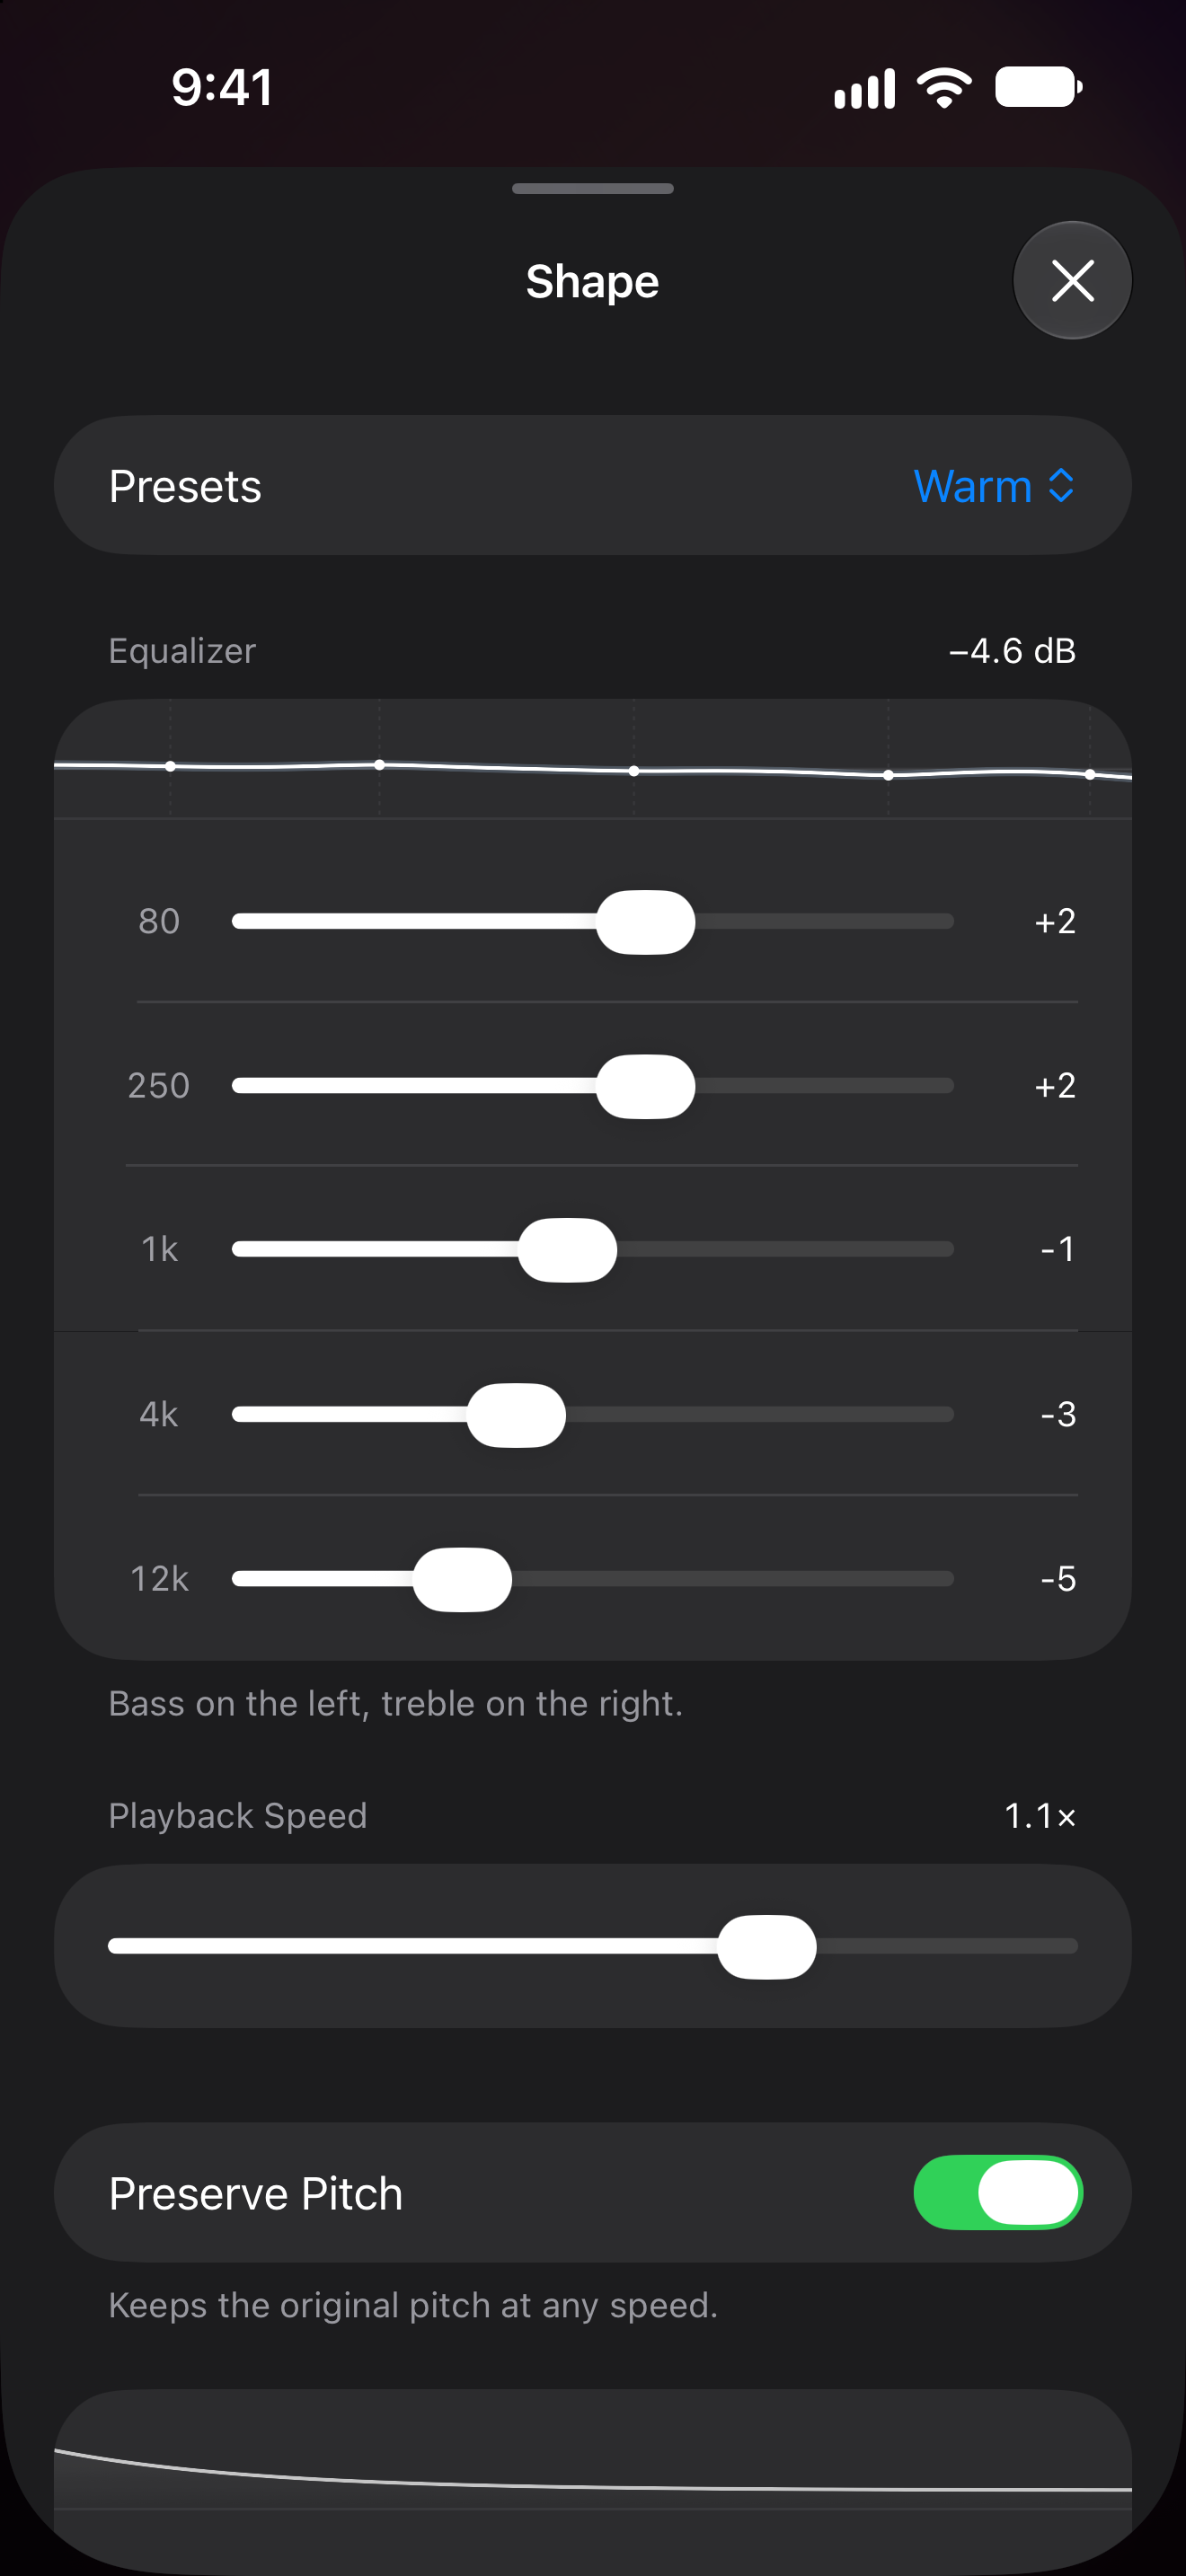 9:41
Shape
Presets Warm
Equalizer –4.6 dB
80 +2
250 +2
1k -1
4k -3
12k -5
Bass on the left, treble on the right.
Playback Speed 1.1×
Preserve Pitch
Keeps the original pitch at any speed.